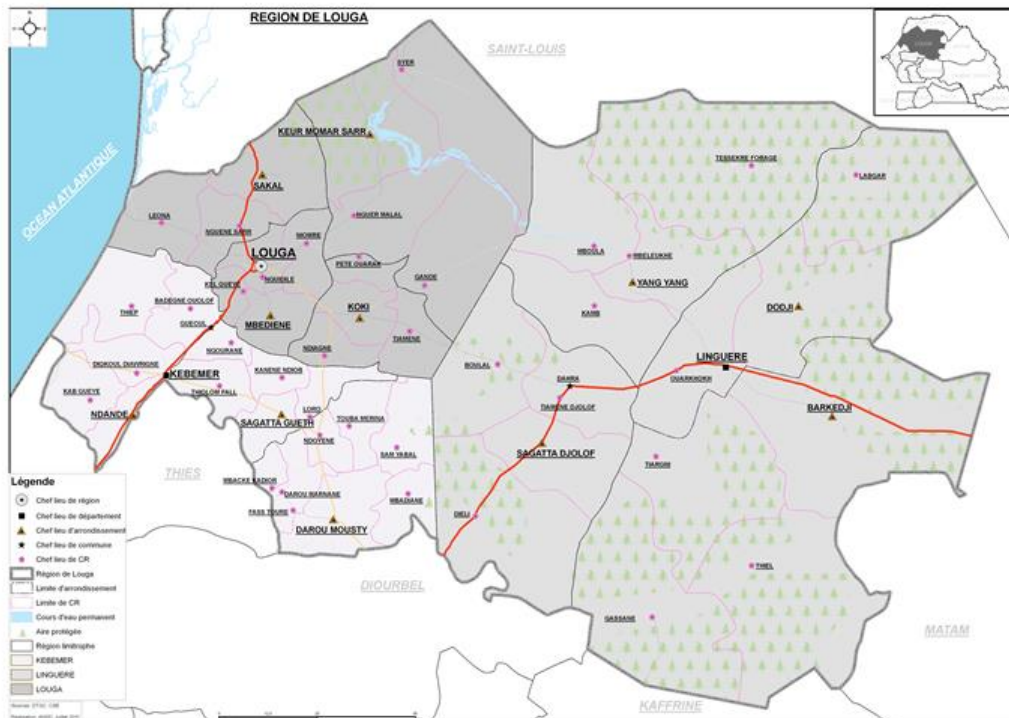 REGION DE LOUGA
SAINT-LOUIS
SYER
KEUR MOMAR SARR
OCEAN ATLANTIQUE
SAKAL
TESSEKRE FORAGE
LABGAR
LEONA
NGUER MALAL
NGUENE SARR
NIOMRE
MBOULA
MBELEUKHE
LOUGA
PETE OUARAK
NGUIDILE
GANDE
YANG YANG
KEL GUEYE
BADEGNE OUOLOF
THIEP
KOKI
KAMB
DODJI
GUEOUL
MBEDIENE
TIAMENE
NGOURANE
NDIAGNE
LINGUERE
DIOKOUL DIAWRIGNE
KEBEMER
KANENE NDIOB
BOULAL
DAHRA
OUARKHOKH
KAB GUEYE
THIOLOM FALL
TIAMENE DJOLOF
BARKEDJI
NDANDE
SAGATTA GUETH
LORO
TOUBA MERINA
NDOYENE
SAM YABAL
SAGATTA DJOLOF
TIARGNI
THIES
MBACKE KADIOR
DAROU MARNANE
MBADIANE
FASS TOURE
DAROU MOUSTY
DIELI
THIEL
DIOURBEL
GASSANE
MATAM
KAFFRINE
Légende
Chef lieu de région
Chef lieu de département
Chef lieu d'arrondissement
Chef lieu de commune
Chef lieu de CR
Région de Louga
Limite d'arrondissement
Limite de CR
Cours d'eau permanent
Aire protégée
Région limitrophe
KEBEMER
LINGUERE
LOUGA